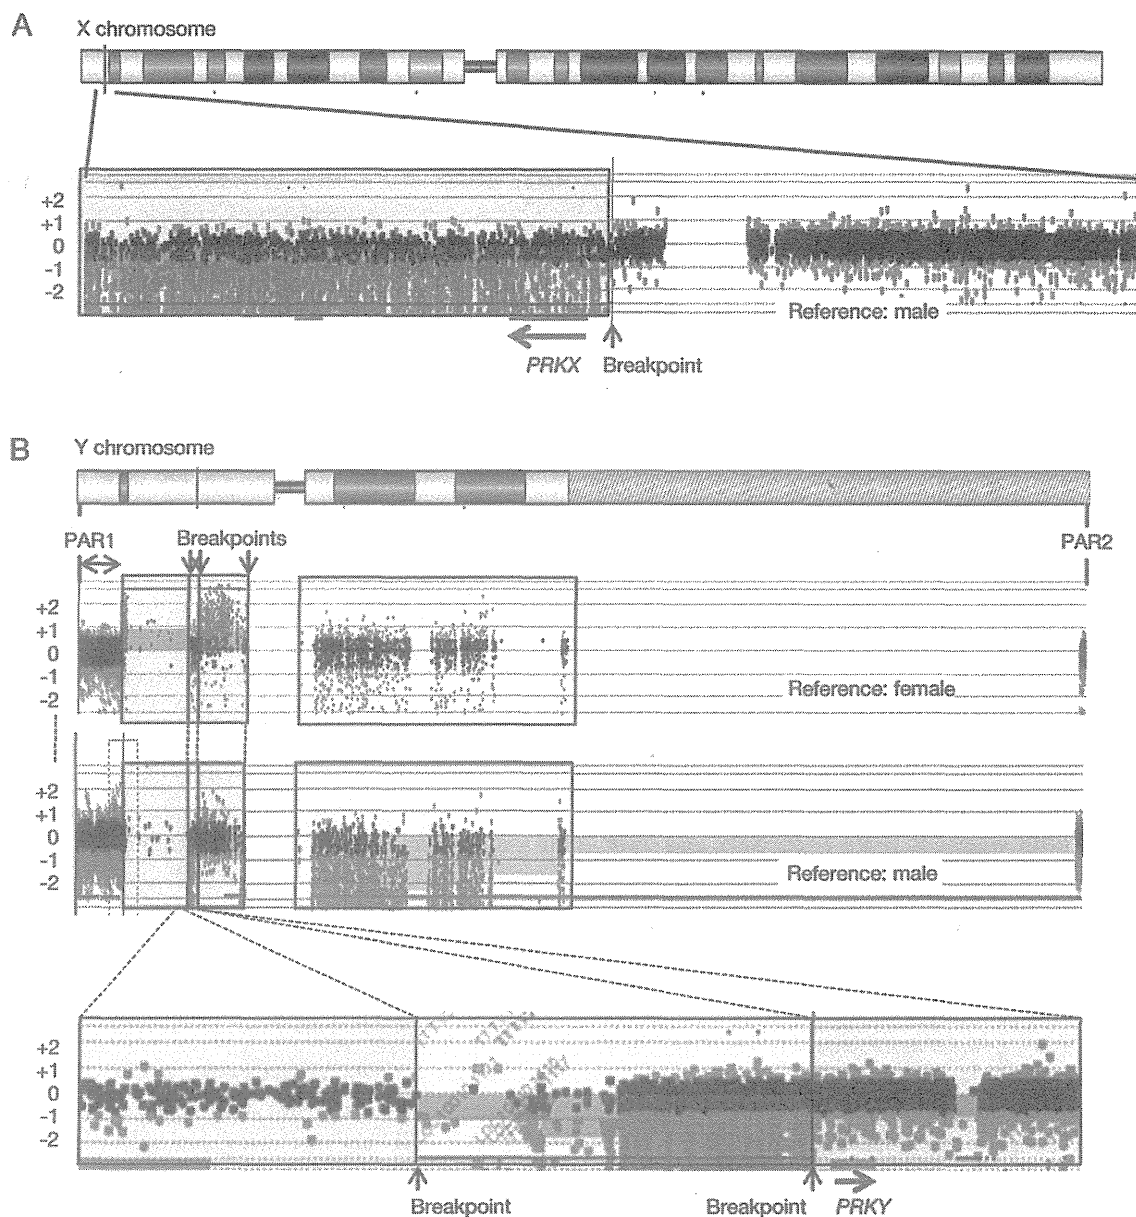 A
X chromosome
+2
+1
0
-1
-2
Reference: male
PRKX
Breakpoint
B
Y chromosome
PAR1
Breakpoints
PAR2
+2
+1
0
-1
-2
Reference: female
+2
+1
0
-1
-2
Reference: male
+2
+1
0
-1
-2
Breakpoint
Breakpoint
PRKY